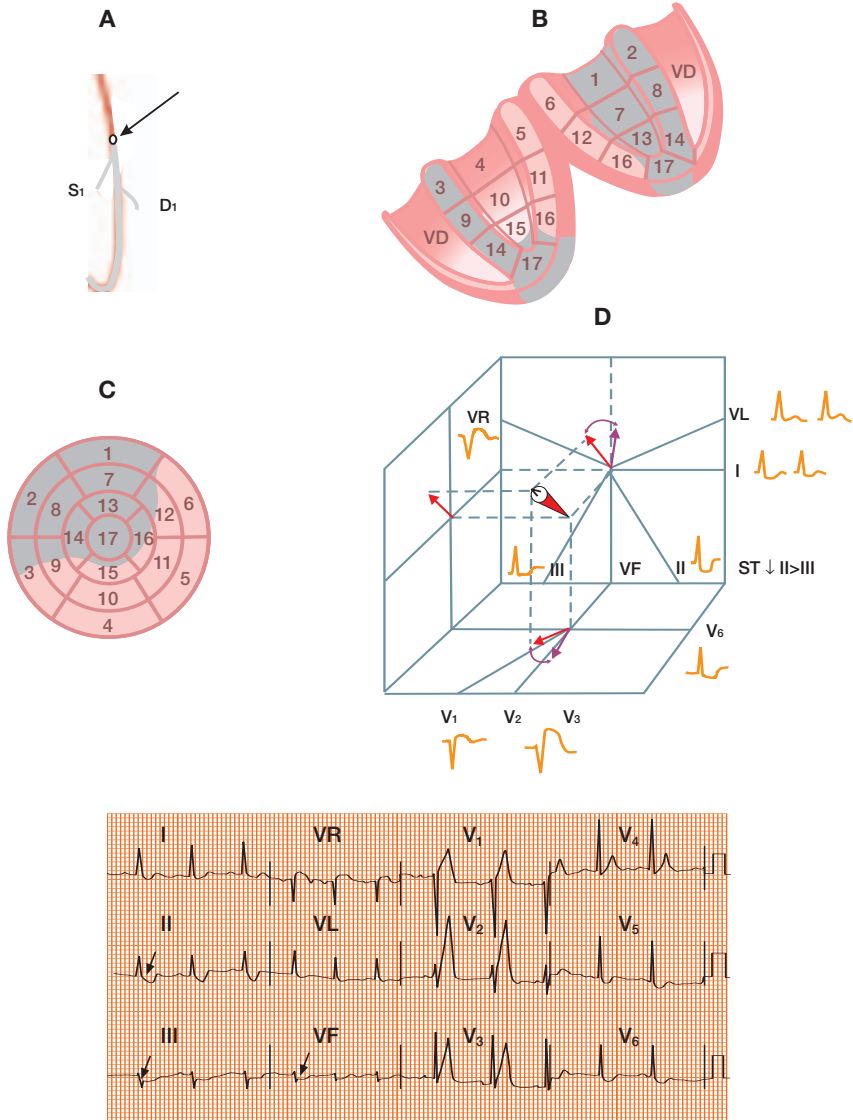 A
S1
D1
B
1
2
VD
6
7
8
5
12
13
14
4
16
17
3
11
10
9
15
16
VD
14
17
D
C
1
7
2
8
13
12
6
14
17
16
3
9
15
11
5
10
4
VR
VL
I
III
VF
II
ST ↓ II>III
V6
V1
V2
V3
I
VR
V1
V4
II
VL
V2
V5
III
VF
V3
V6